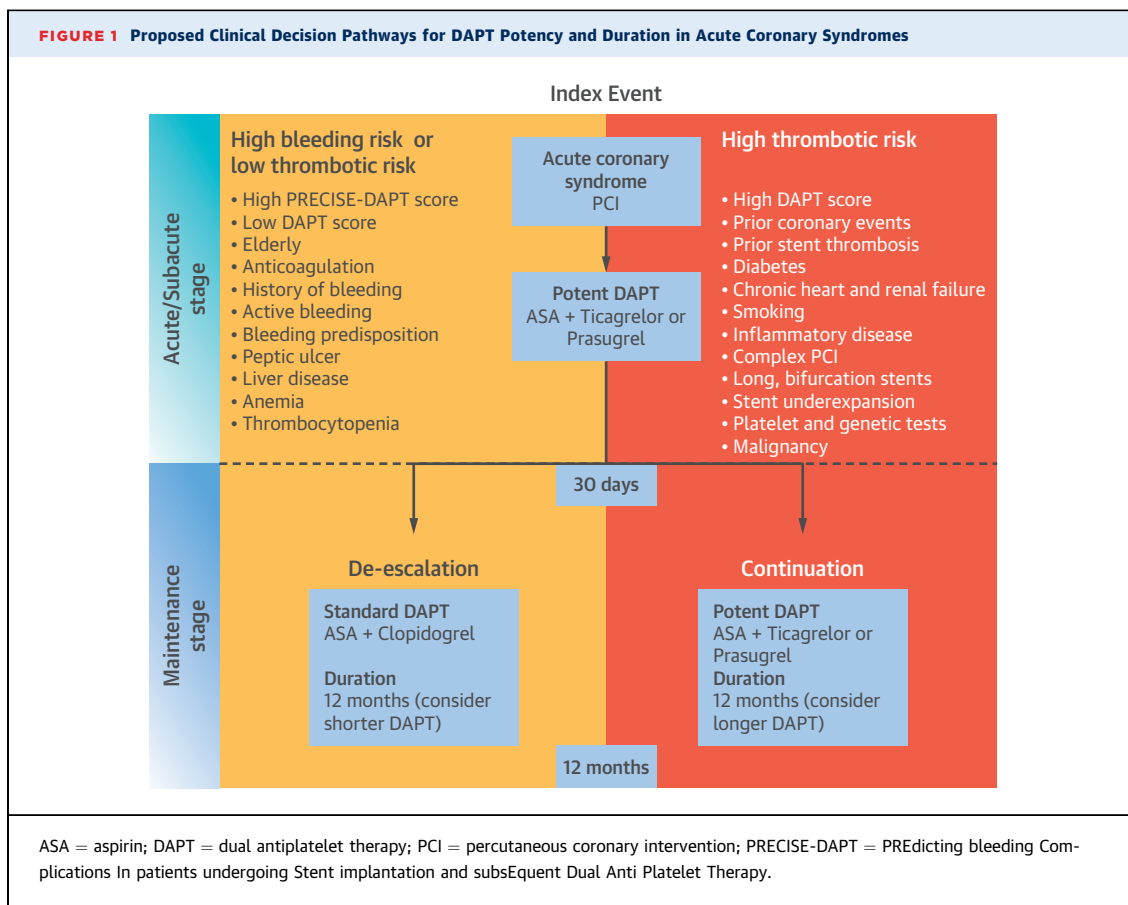 FIGURE 1 Proposed Clinical Decision Pathways for DAPT Potency and Duration in Acute Coronary Syndromes
Index Event
Acute/Subacute
stage
High bleeding risk or
low thrombotic risk
• High PRECISE-DAPT score
• Low DAPT score
• Elderly
• Anticoagulation
• History of bleeding
• Active bleeding
• Bleeding predisposition
• Peptic ulcer
• Liver disease
• Anemia
• Thrombocytopenia
Acute coronary
syndrome
PCI
Potent DAPT
ASA + Ticagrelor or
Prasugrel
High thrombotic risk
• High DAPT score
• Prior coronary events
• Prior stent thrombosis
• Diabetes
• Chronic heart and renal failure
• Smoking
• Inflammatory disease
• Complex PCI
• Long, bifurcation stents
• Stent underexpansion
• Platelet and genetic tests
• Malignancy
30 days
Maintenance
stage
De-escalation
Standard DAPT
ASA + Clopidogrel
Duration
12 months (consider
shorter DAPT)
Continuation
Potent DAPT
ASA + Ticagrelor or
Prasugrel
Duration
12 months (consider
longer DAPT)
12 months
ASA = aspirin; DAPT = dual antiplatelet therapy; PCI = percutaneous coronary intervention; PRECISE-DAPT = PREdicting bleeding Com-
plications In patients undergoing Stent implantation and subsEquent Dual Anti Platelet Therapy.